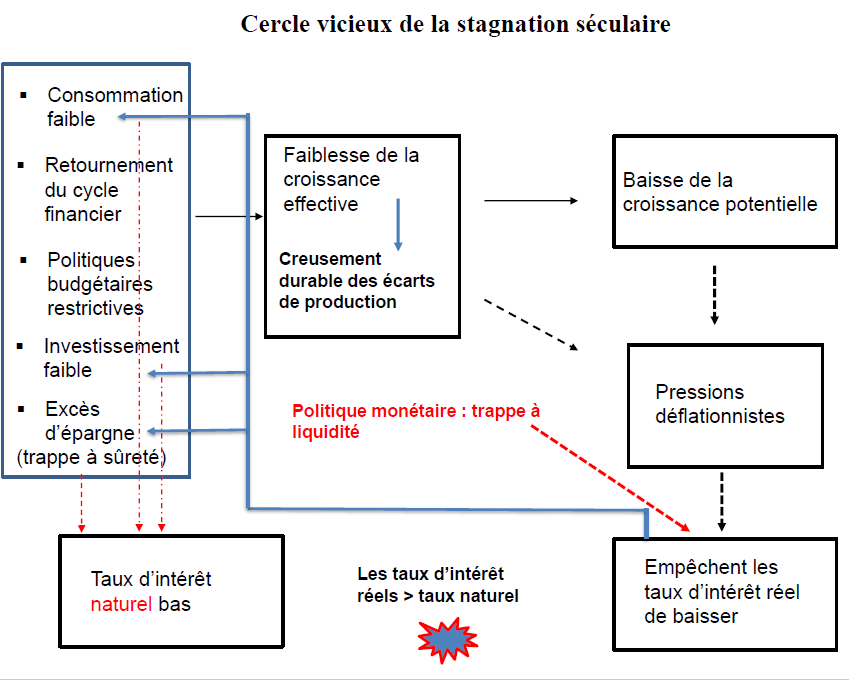 Cercle vicieux de la stagnation séculaire
▪ Consommation
faible
▪ Retournement
du cycle
financier
▪ Politiques
budgétaires
restrictives
▪ Investissement
faible
▪ Excès
d’épargne
(trappe à sûreté)
Faiblesse de la
croissance
effective
Creusement
durable des écarts
de production
Baisse de la
croissance potentielle
Pressions
déflationnistes
Politique monétaire : trappe à
liquidité
Taux d’intérêt
naturel bas
Les taux d’intérêt
réels > taux naturel
Empêchent les
taux d’intérêt réel
de baisser